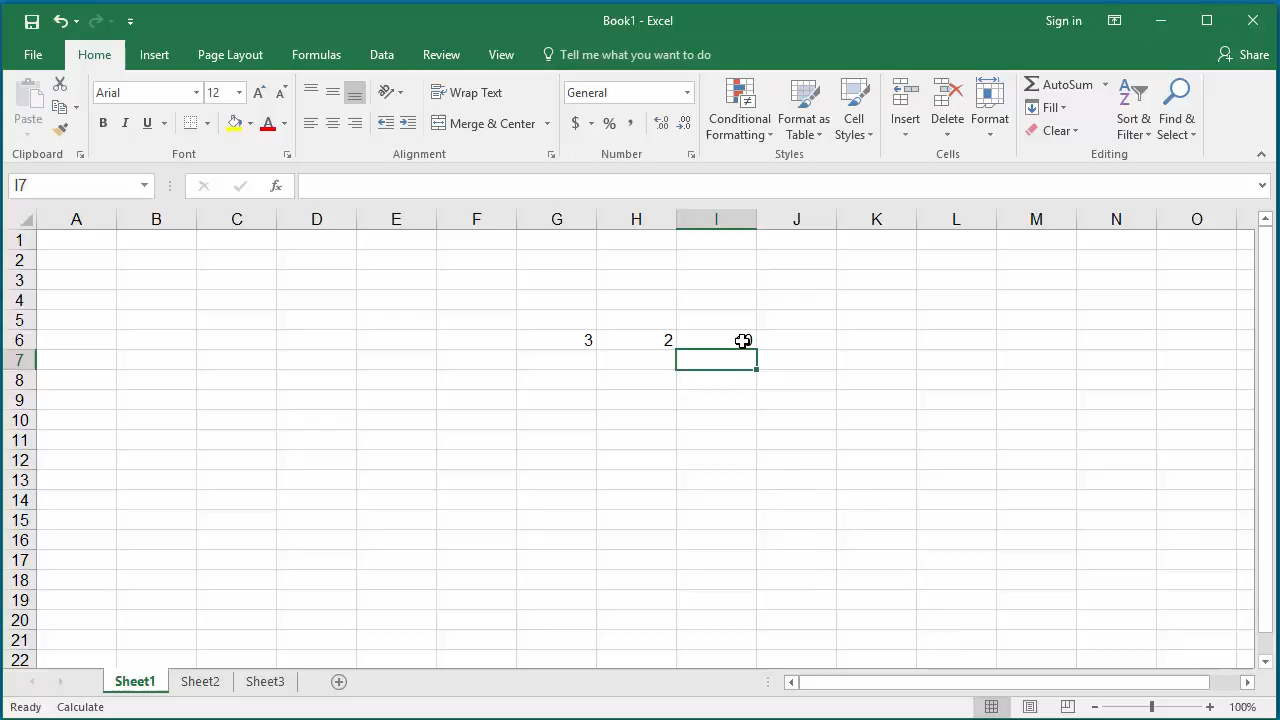 Book1 - Excel
Sign in
File Home Insert Page Layout Formulas Data Review View Tell me what you want to do Share
Paste
Clipboard
Arial 12
B I U
Font
Wrap Text
Merge & Center
Alignment
General
$ % ,
Number
Conditional Formatting
Format as Table
Cell Styles
Styles
Insert Delete Format
Cells
AutoSum
Fill
Clear
Sort & Filter
Find & Select
Editing
I7 fx
A B C D E F G H I J K L M N O
1
2
3
4
5
6 3 2
7
8
9
10
11
12
13
14
15
16
17
18
19
20
21
22
Sheet1 Sheet2 Sheet3
Ready Calculate 100%